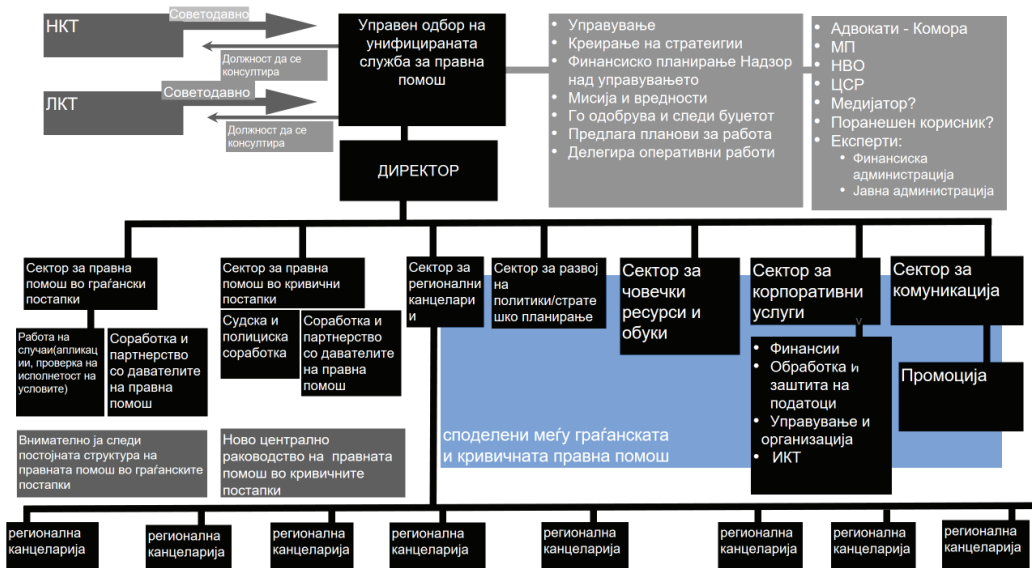 НКТ
Советодавно
Должност да се
консултира
ЛКТ
Советодавно
Должност да се
консултира
Управен одбор на
унифицираната
служба за правна
помош
Управување
Креирање на стратеигии
Финансиско планирање Надзор
над управувањето
Мисија и вредности
Го одобрува и следи буџетот
Предлага планови за работа
Делегира оперативни работи
Адвокати - Комора
МП
НВО
ЦСР
Медијатор?
Поранешен корисник?
Експерти:
Финансиска
администрација
Јавна администрација
ДИРЕКТОР
Сектор за правна
помош во граѓански
постапки
Сектор за правна
помош во кривични
постапки
Сектор за
регионални
канцелари
и
Сектор за развој
на
политики/страте
шко планирање
Сектор за
човечки
ресурси и
обуки
Сектор за
корпоративни
услуги
Сектор за
комуникација
Работа на
случаи(апликац
ии, проверка на
исполнетост на
условите)
Соработка и
партнерство
со давателите
на правна
помош
Судска и
полициска
соработка
Соработка и
партнерство
со давателите
на правна
помош
v
Финансии
Обработка и
заштита на
податоци
Управување и
организација
ИКТ
Промоција
Внимателно ја следи
постојната структура на
правната помош во граѓанските
постапки
Ново централно
раководство на правната
помош во кривичните
постапки
споделени меѓу граѓанската
и кривичната правна помош
регионална
канцеларија
регионална
канцеларија
регионална
канцеларија
регионална
канцеларија
регионална
канцеларија
регионална
канцеларија
регионална
канцеларија
регионална
канцеларија